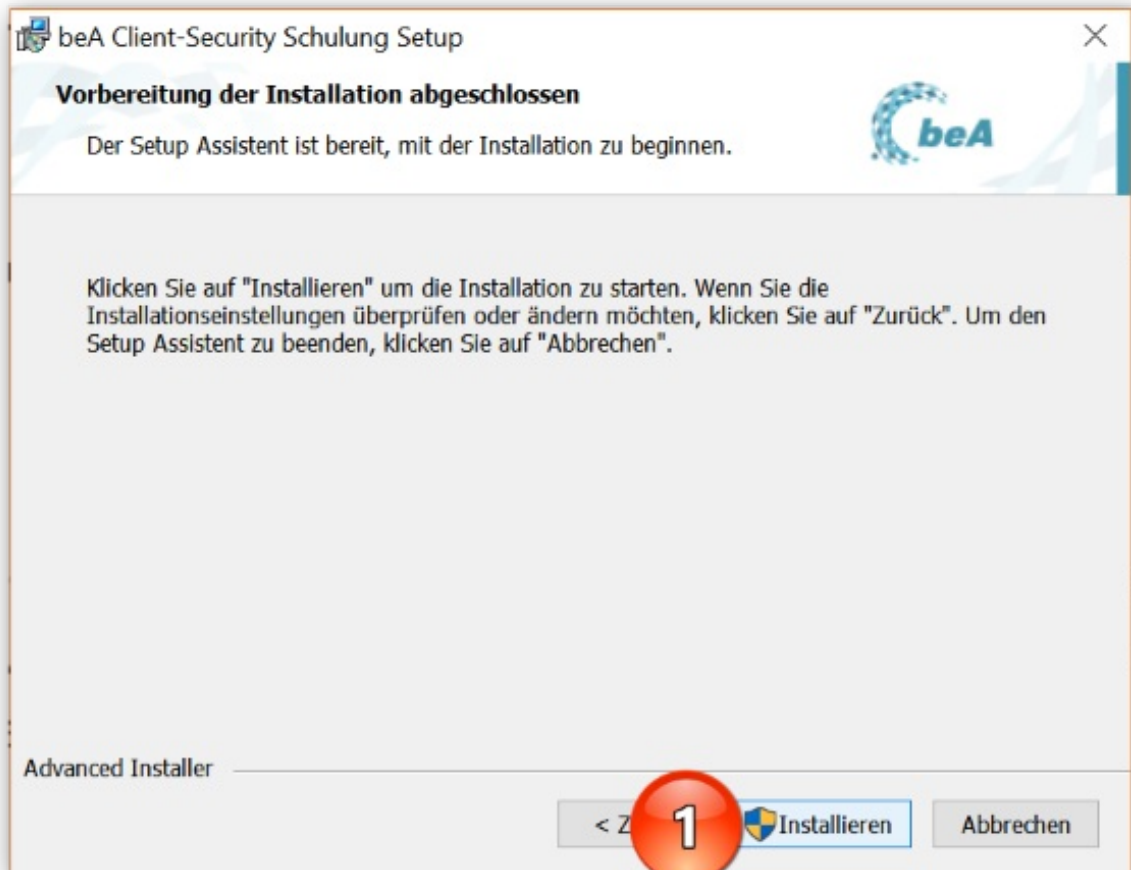 beA Client-Security Schulung Setup
Vorbereitung der Installation abgeschlossen
Der Setup Assistent ist bereit, mit der Installation zu beginnen.
beA
Klicken Sie auf "Installieren" um die Installation zu starten. Wenn Sie die
Installationseinstellungen überprüfen oder ändern möchten, klicken Sie auf "Zurück". Um den
Setup Assistent zu beenden, klicken Sie auf "Abbrechen".
Advanced Installer
< Z 1 Installieren Abbrechen